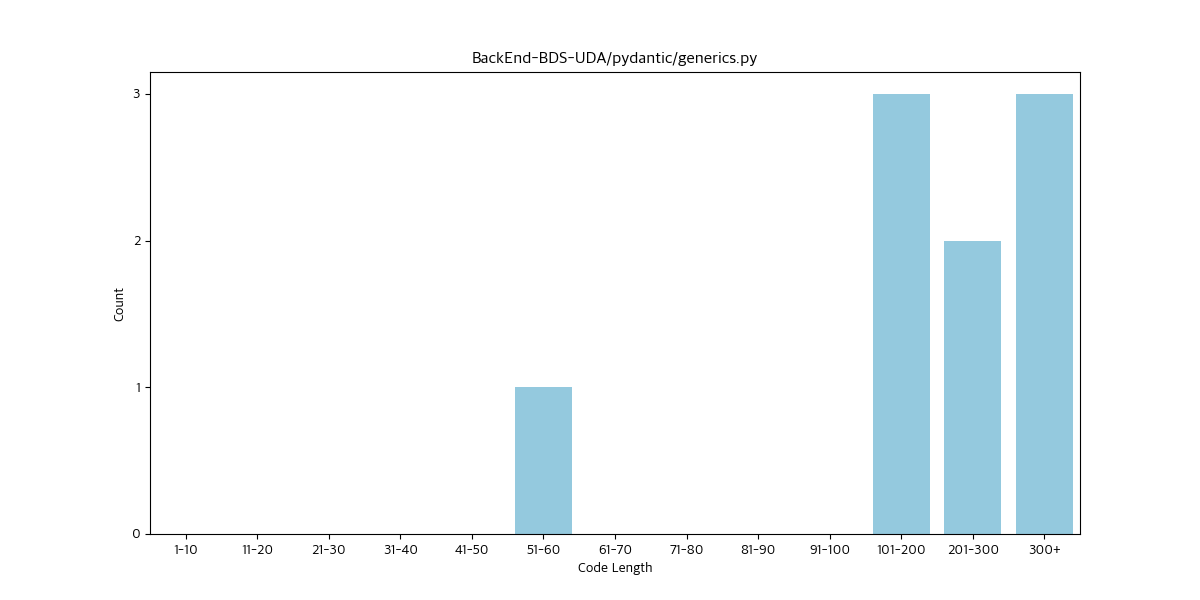 BackEnd-BDS-UDA/pydantic/generics.py
3
2
1
0
Count
1-10 11-20 21-30 31-40 41-50 51-60 61-70 71-80 81-90 91-100 101-200 201-300 300+
Code Length